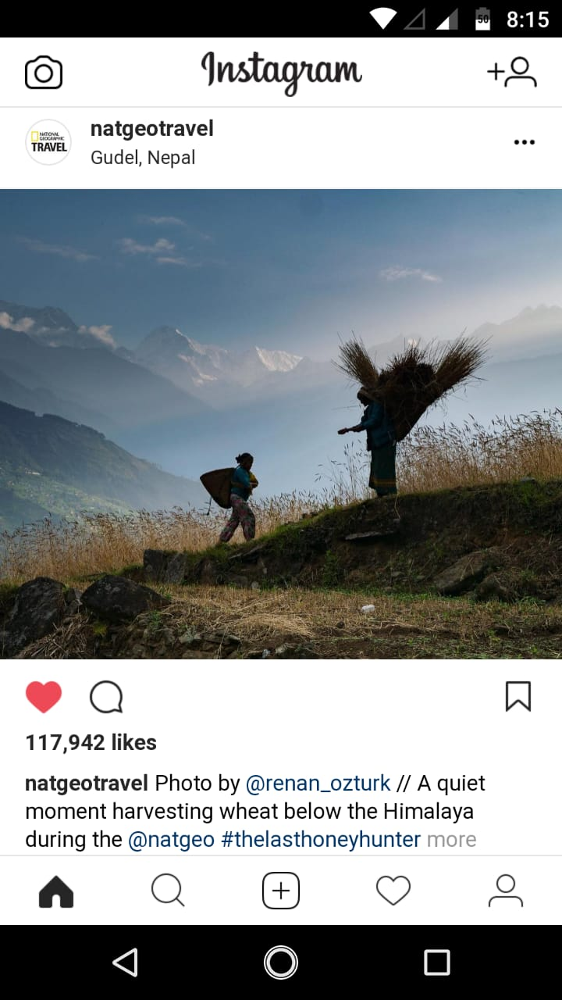 50 8:15
Instagram
natgeotravel
NATIONAL
GEOGRAPHIC
TRAVEL
Gudel, Nepal
117,942 likes
natgeotravel Photo by @renan_ozturk // A quiet
moment harvesting wheat below the Himalaya
during the @natgeo #thelasthoneyhunter more